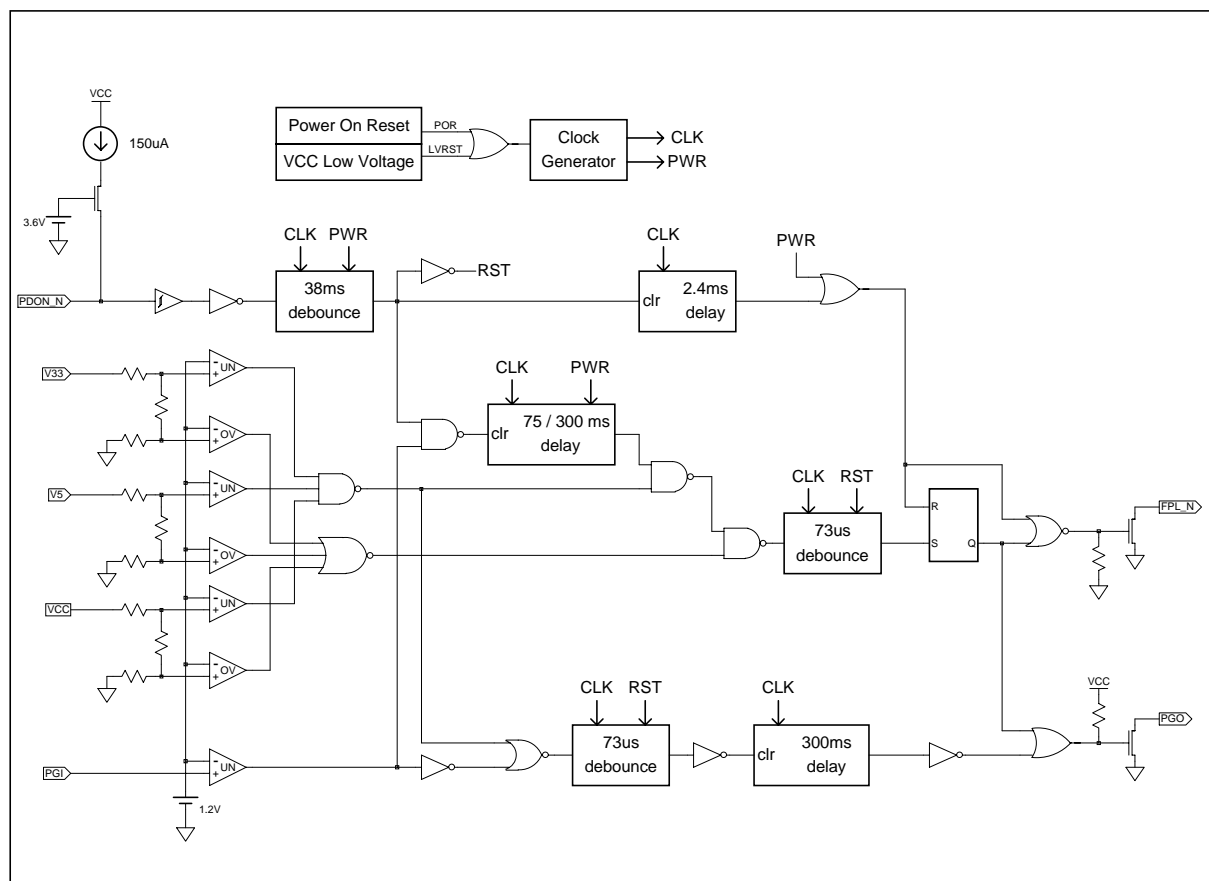 VCC
150uA
3.6V
Power On Reset
POR
VCC Low Voltage
LVRST
Clock
Generator
CLK
PWR
CLK
PWR
38ms
debounce
PDON_N
RST
CLK
clr
2.4ms
delay
PWR
V33
-
+
UN
-
+
OV
CLK
PWR
clr
75 / 300 ms
delay
V5
-
+
UN
-
+
OV
CLK
RST
73us
debounce
R
S
Q
FPL_N
VCC
-
+
UN
-
+
OV
CLK
RST
73us
debounce
CLK
clr
300ms
delay
VCC
PGO
PGI
-
+
UN
1.2V